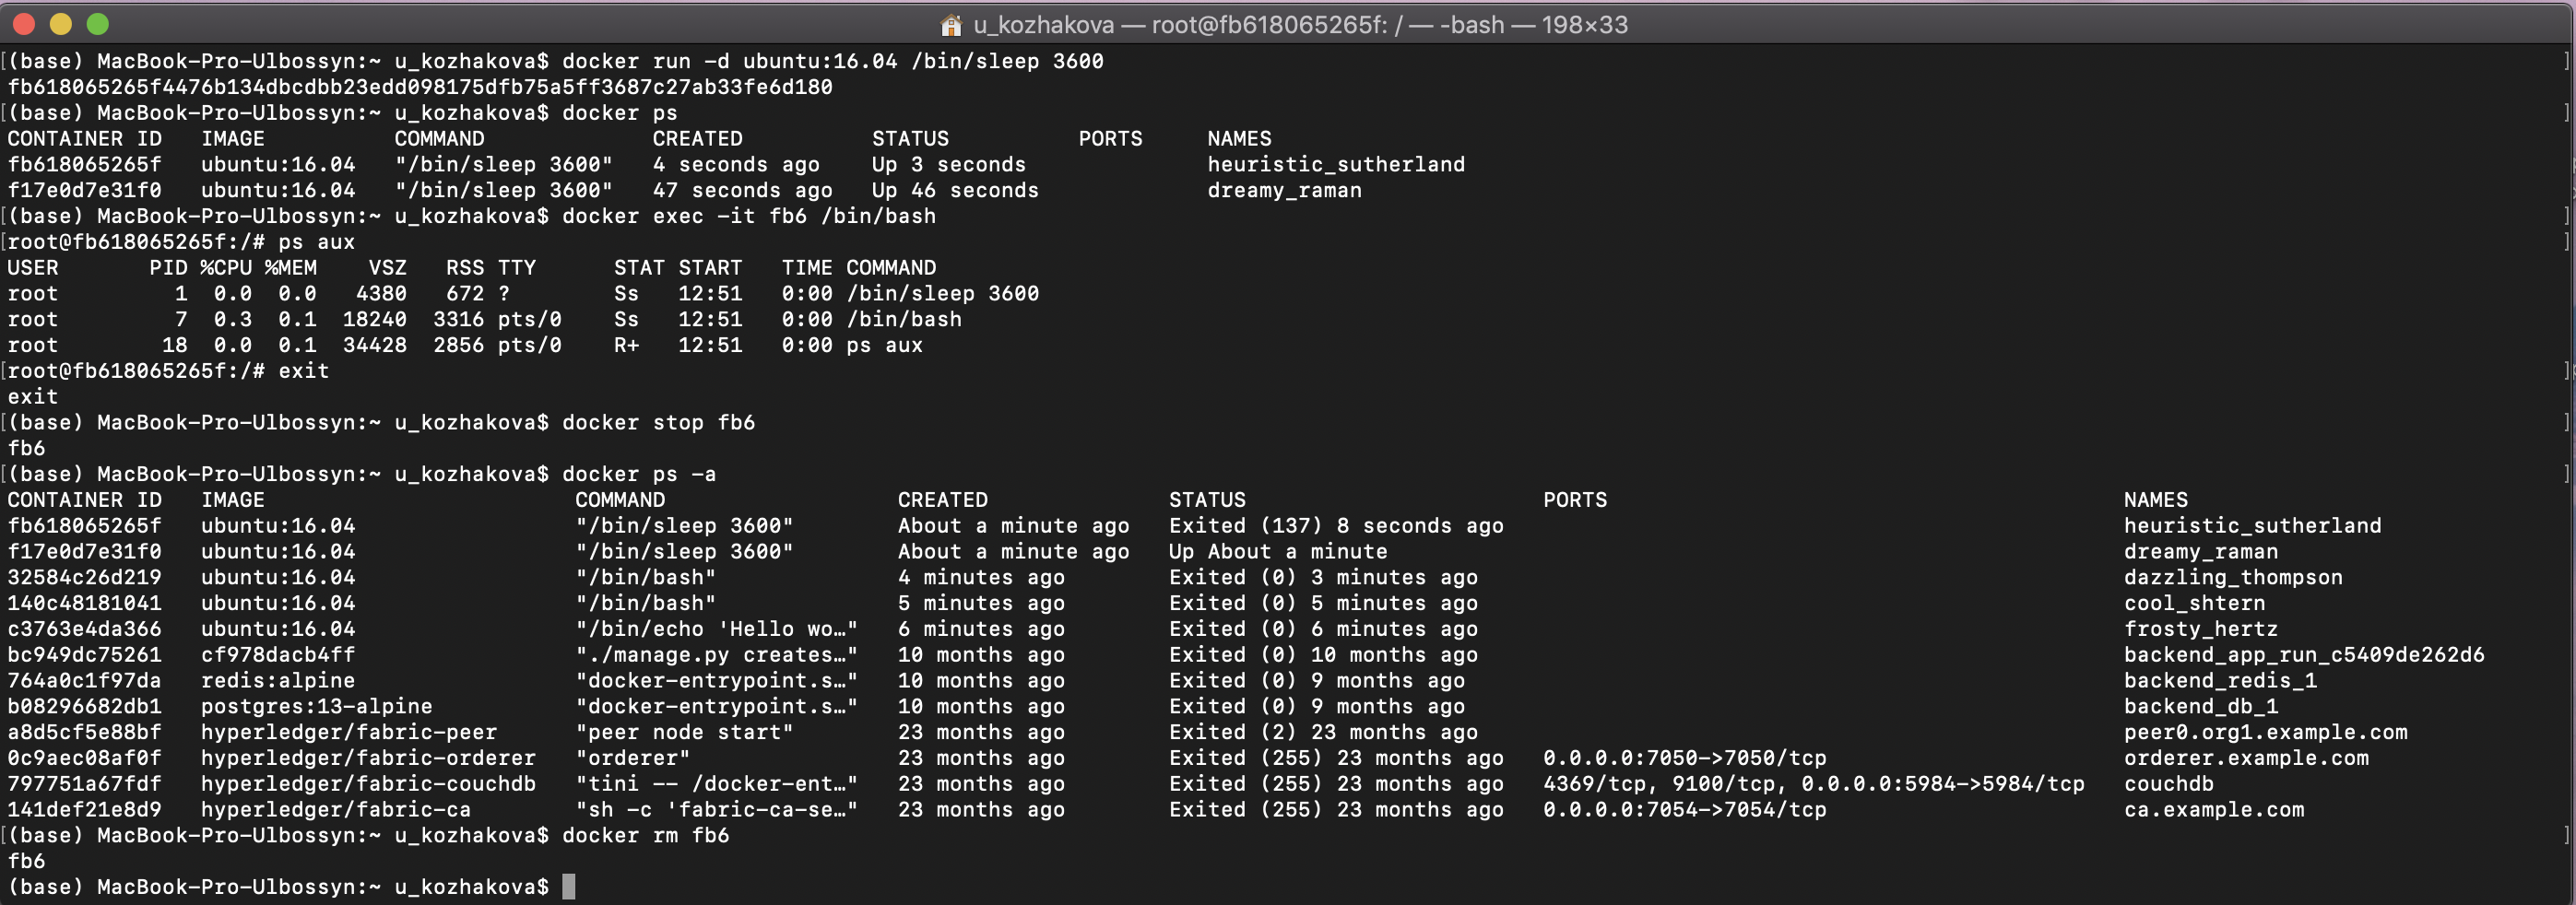 u_kozhakova — root@fb618065265f: / — -bash — 198×33
[(base) MacBook-Pro-Ulbossyn:~ u_kozhakova$ docker run -d ubuntu:16.04 /bin/sleep 3600 ]
fb618065265f4476b134dbcdbb23edd098175dfb75a5ff3687c27ab33fe6d180
[(base) MacBook-Pro-Ulbossyn:~ u_kozhakova$ docker ps ]
CONTAINER ID   IMAGE          COMMAND             CREATED          STATUS          PORTS     NAMES
fb618065265f   ubuntu:16.04   "/bin/sleep 3600"   4 seconds ago    Up 3 seconds              heuristic_sutherland
f17e0d7e31f0   ubuntu:16.04   "/bin/sleep 3600"   47 seconds ago   Up 46 seconds             dreamy_raman
[(base) MacBook-Pro-Ulbossyn:~ u_kozhakova$ docker exec -it fb6 /bin/bash ]
[root@fb618065265f:/# ps aux ]
USER       PID %CPU %MEM    VSZ   RSS TTY      STAT START   TIME COMMAND
root         1  0.0  0.0   4380   672 ?        Ss   12:51   0:00 /bin/sleep 3600
root         7  0.3  0.1  18240  3316 pts/0    Ss   12:51   0:00 /bin/bash
root        18  0.0  0.1  34428  2856 pts/0    R+   12:51   0:00 ps aux
[root@fb618065265f:/# exit ]
exit
[(base) MacBook-Pro-Ulbossyn:~ u_kozhakova$ docker stop fb6 ]
fb6
[(base) MacBook-Pro-Ulbossyn:~ u_kozhakova$ docker ps -a ]
CONTAINER ID   IMAGE                        COMMAND                  CREATED              STATUS                       PORTS                                        NAMES
fb618065265f   ubuntu:16.04                 "/bin/sleep 3600"        About a minute ago   Exited (137) 8 seconds ago                                                heuristic_sutherland
f17e0d7e31f0   ubuntu:16.04                 "/bin/sleep 3600"        About a minute ago   Up About a minute                                                         dreamy_raman
32584c26d219   ubuntu:16.04                 "/bin/bash"              4 minutes ago        Exited (0) 3 minutes ago                                                  dazzling_thompson
140c48181041   ubuntu:16.04                 "/bin/bash"              5 minutes ago        Exited (0) 5 minutes ago                                                  cool_shtern
c3763e4da366   ubuntu:16.04                 "/bin/echo 'Hello wo…"   6 minutes ago        Exited (0) 6 minutes ago                                                  frosty_hertz
bc949dc75261   cf978dacb4ff                 "./manage.py creates…"   10 months ago        Exited (0) 10 months ago                                                  backend_app_run_c5409de262d6
764a0c1f97da   redis:alpine                 "docker-entrypoint.s…"   10 months ago        Exited (0) 9 months ago                                                   backend_redis_1
b08296682db1   postgres:13-alpine           "docker-entrypoint.s…"   10 months ago        Exited (0) 9 months ago                                                   backend_db_1
a8d5cf5e88bf   hyperledger/fabric-peer      "peer node start"        23 months ago        Exited (2) 23 months ago                                                  peer0.org1.example.com
0c9aec08af0f   hyperledger/fabric-orderer   "orderer"                23 months ago        Exited (255) 23 months ago   0.0.0.0:7050->7050/tcp                       orderer.example.com
797751a67fdf   hyperledger/fabric-couchdb   "tini -- /docker-ent…"   23 months ago        Exited (255) 23 months ago   4369/tcp, 9100/tcp, 0.0.0.0:5984->5984/tcp   couchdb
141def21e8d9   hyperledger/fabric-ca        "sh -c 'fabric-ca-se…"   23 months ago        Exited (255) 23 months ago   0.0.0.0:7054->7054/tcp                       ca.example.com
[(base) MacBook-Pro-Ulbossyn:~ u_kozhakova$ docker rm fb6 ]
fb6
(base) MacBook-Pro-Ulbossyn:~ u_kozhakova$